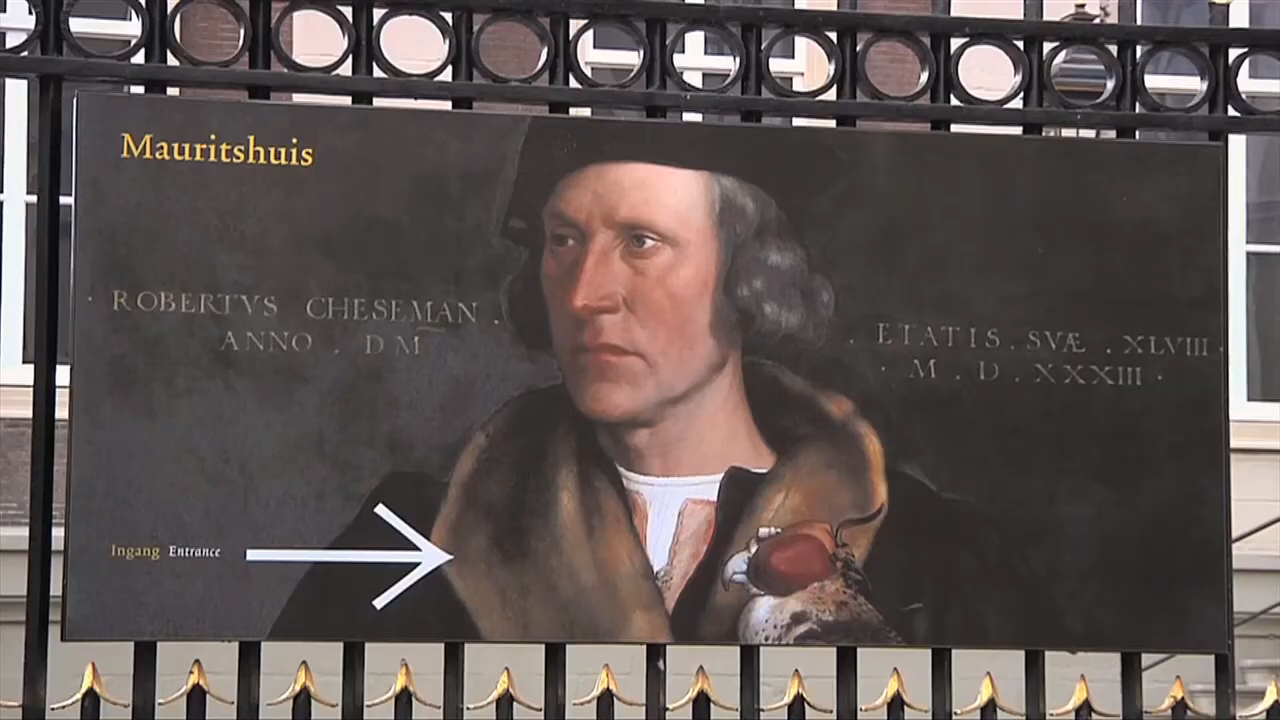 Mauritshuis
· ROBERTVS CHESEMAN .
ANNO . DM
. ETATIS . SVÆ . XLVIII ·
· M . D . XXXIII ·
Ingang Entrance